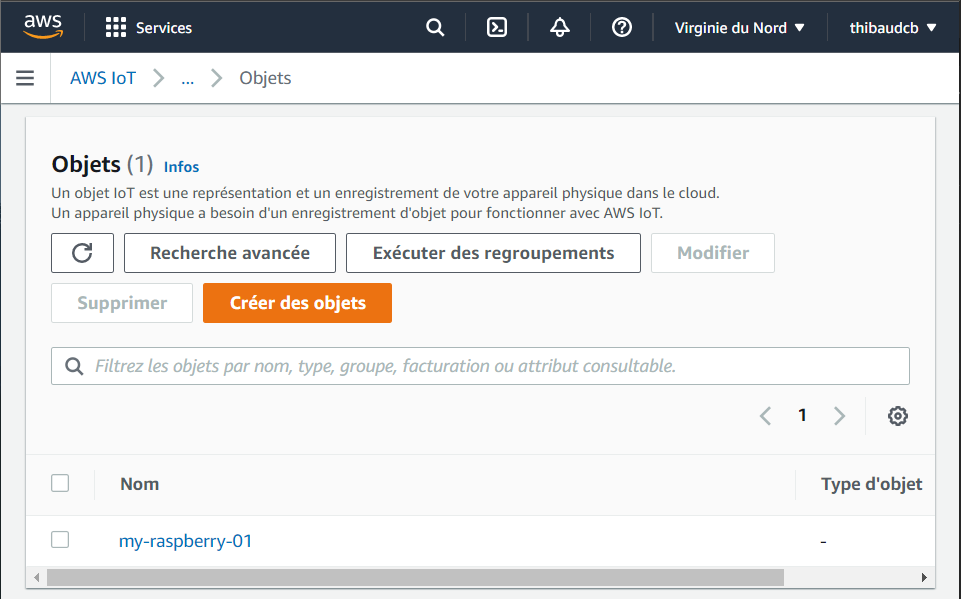 aws Services Virginie du Nord thibaudcb
AWS IoT ... Objets
Objets (1) Infos
Un objet IoT est une représentation et un enregistrement de votre appareil physique dans le cloud.
Un appareil physique a besoin d'un enregistrement d'objet pour fonctionner avec AWS IoT.
Recherche avancée Exécuter des regroupements Modifier
Supprimer Créer des objets
Filtrez les objets par nom, type, groupe, facturation ou attribut consultable.
1
Nom Type d'objet
my-raspberry-01 -